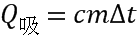 Q吸 = cmΔt